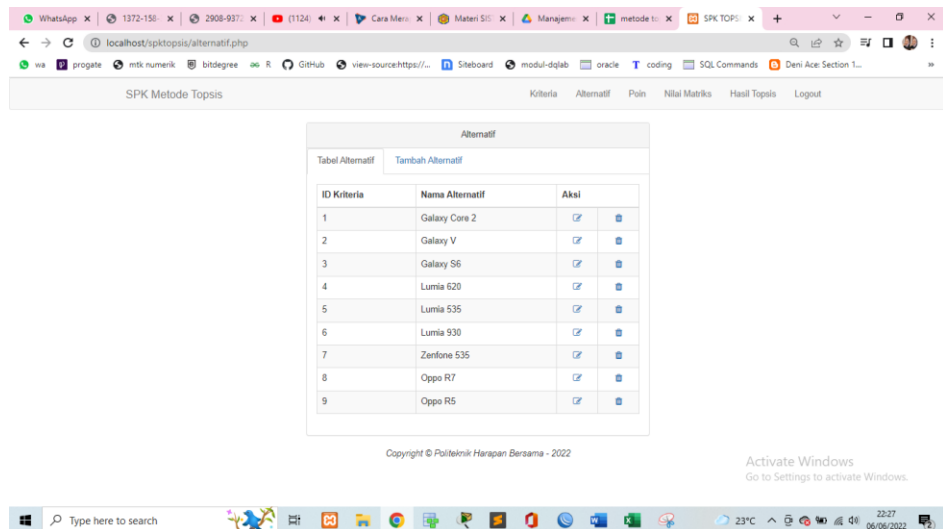 WhatsApp 1372-158- 2908-937 (1124) Cara Mera Materi SIS Manajeme metode to SPK TOPS
localhost/spktopsis/alternatif.php
wa progate mtk numerik bitdegree R GitHub view-source:https://... Siteboard modul-dqlab oracle T coding SQL Commands Deni Ace: Section 1...
SPK Metode Topsis Kriteria Alternatif Poin Nilai Matriks Hasil Topsis Logout
Alternatif
Tabel Alternatif Tambah Alternatif
ID Kriteria Nama Alternatif Aksi
1 Galaxy Core 2
2 Galaxy V
3 Galaxy S6
4 Lumia 620
5 Lumia 535
6 Lumia 930
7 Zenfone 535
8 Oppo R7
9 Oppo R5
Copyright © Politeknik Harapan Bersama - 2022
Activate Windows
Go to Settings to activate Windows.
Type here to search 23°C 22:27
06/06/2022